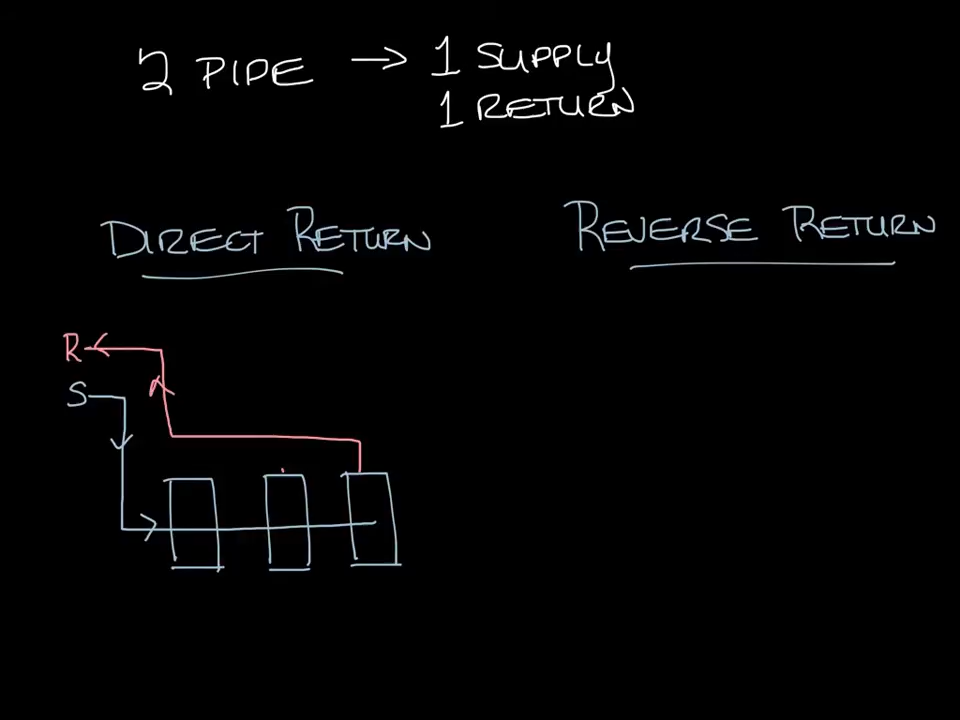 2 PIPE → 1 SUPPLY
1 RETURN
DIRECT RETURN
REVERSE RETURN
R
S